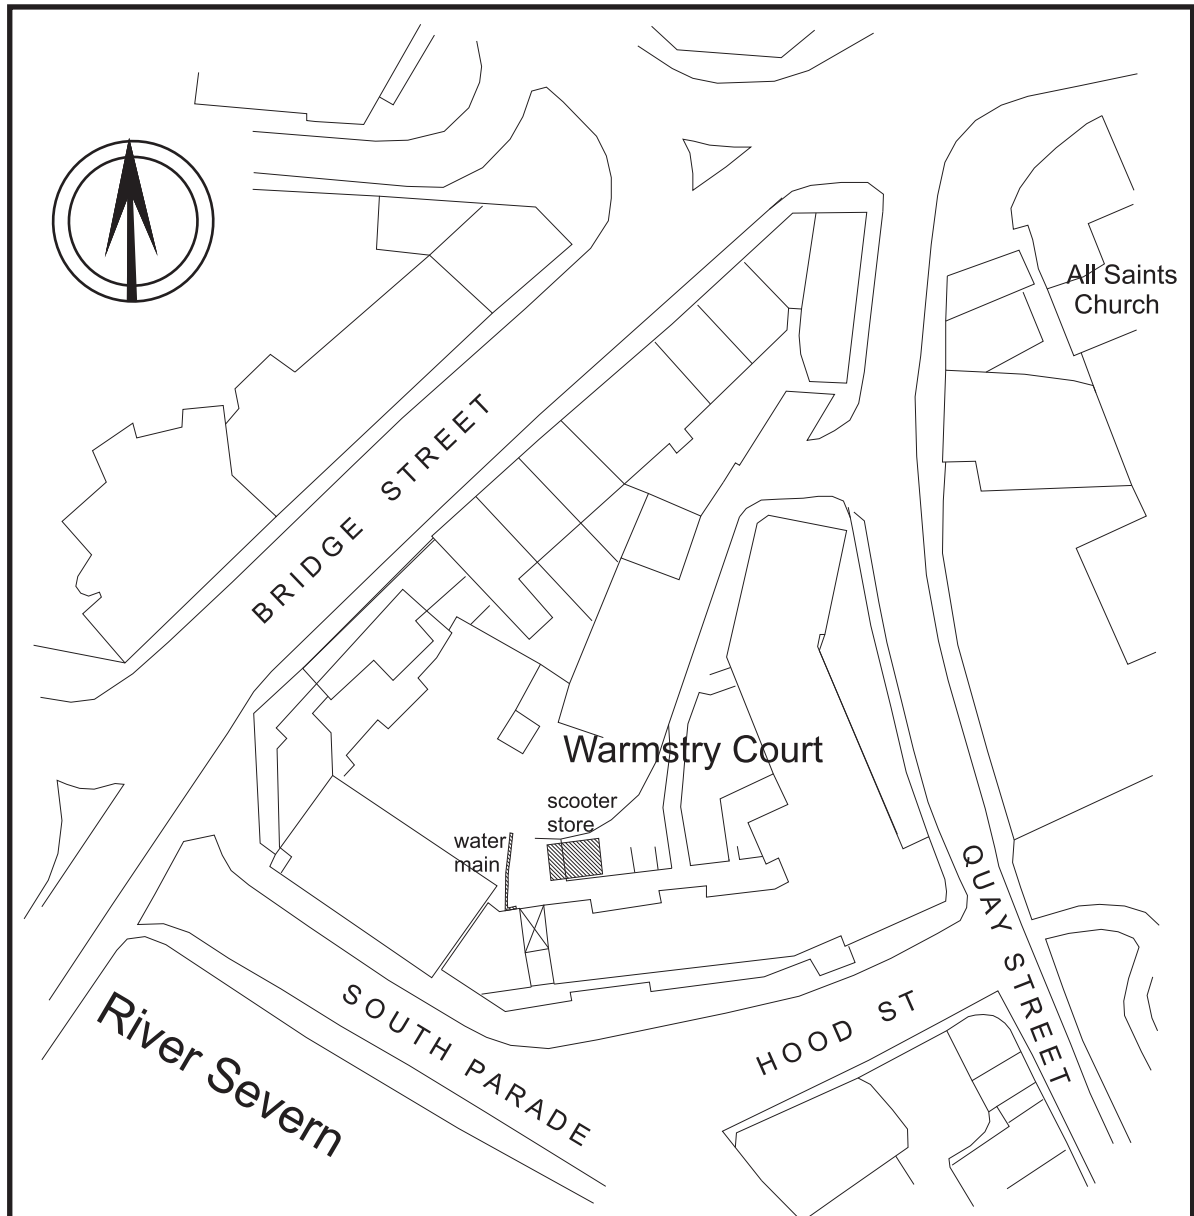 All Saints
Church
BRIDGE STREET
Warmstry Court
scooter
store
water
main
QUAY STREET
SOUTH PARADE
HOOD ST
River Severn